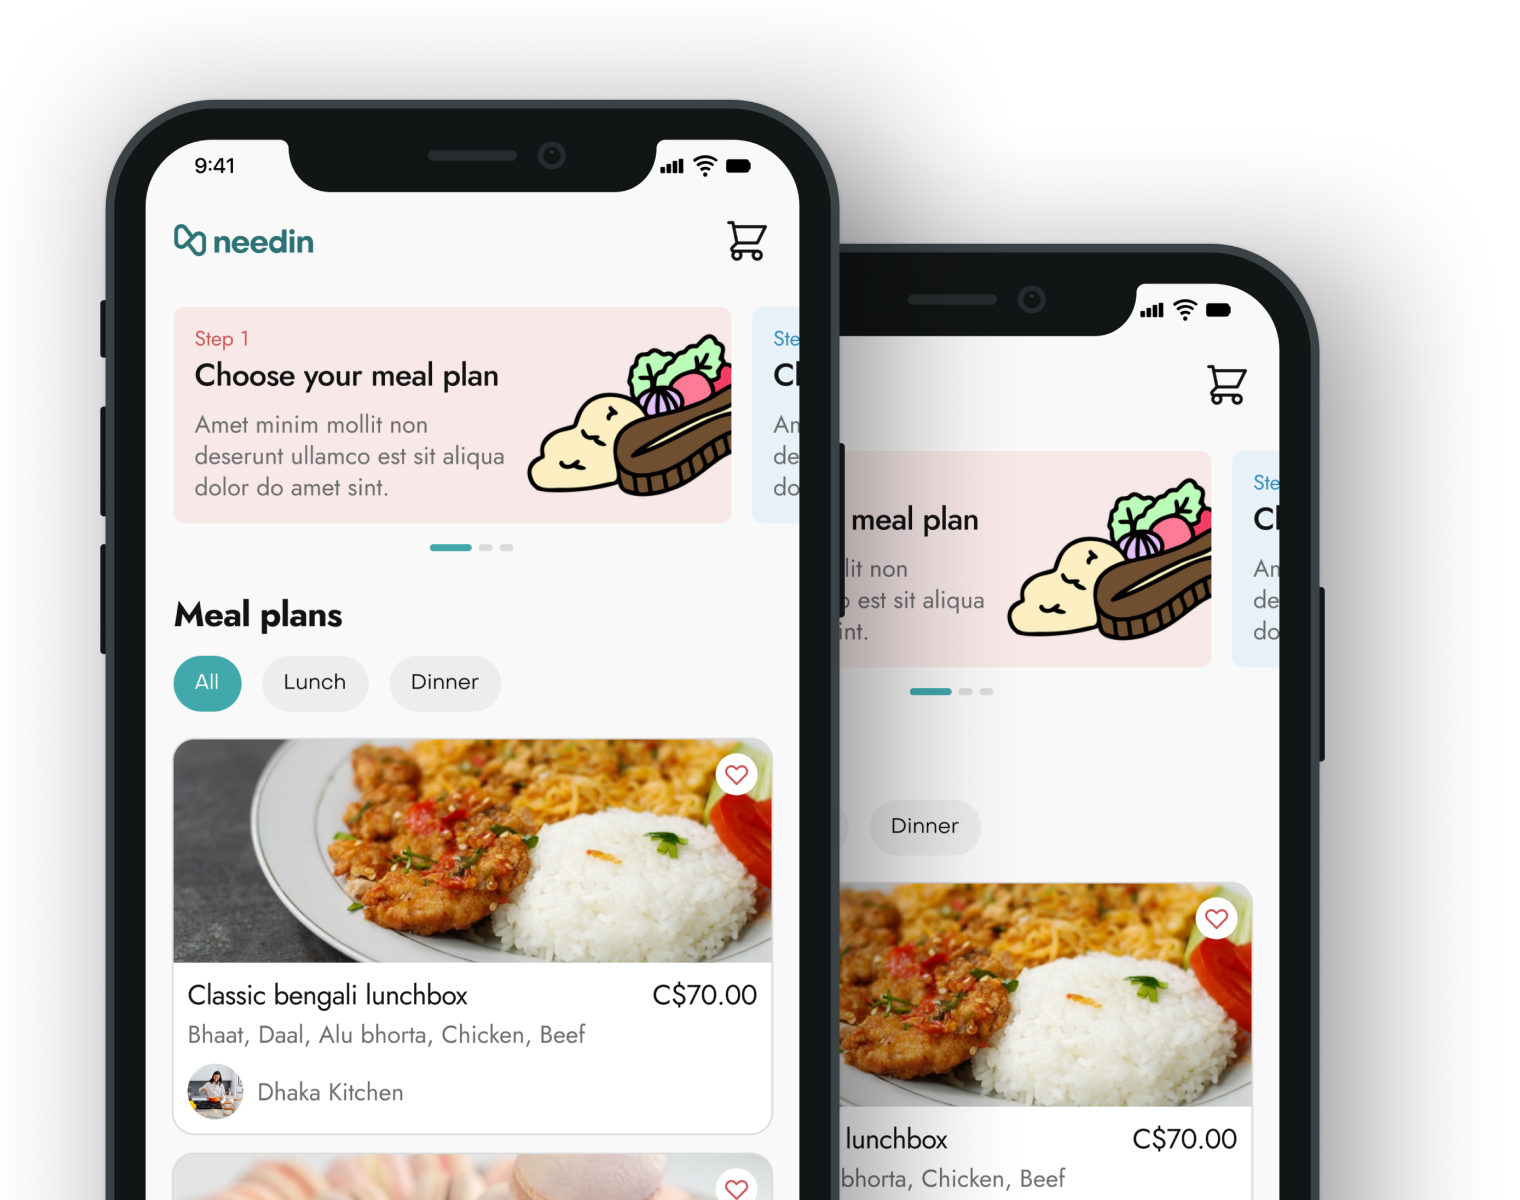 9:41
needin
Step 1
Choose your meal plan
Amet minim mollit non
deserunt ullamco est sit aliqua
dolor do amet sint.
Ste
Cl
An
de
do
Meal plans
All
Lunch
Dinner
Classic bengali lunchbox
C$70.00
Bhaat, Daal, Alu bhorta, Chicken, Beef
Dhaka Kitchen
meal plan
lit non
est sit aliqua
int.
Ste
Cl
An
de
do
Dinner
lunchbox
C$70.00
bhorta, Chicken, Beef